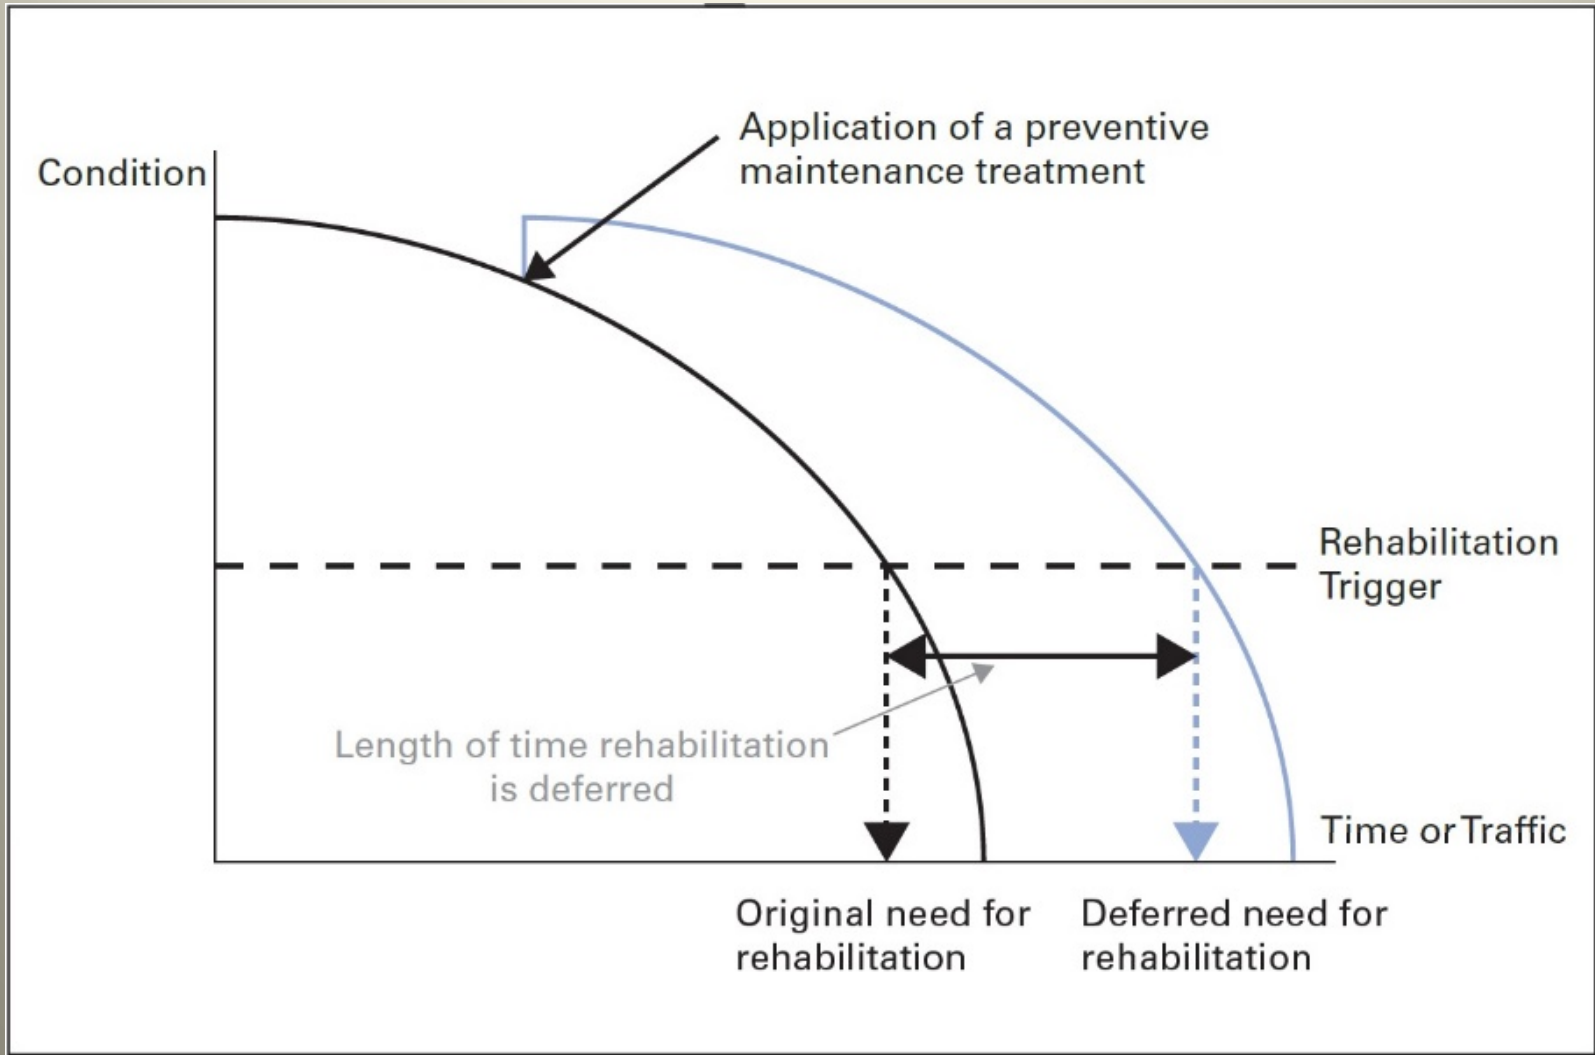 Application of a preventive
maintenance treatment
Condition
Rehabilitation
Trigger
Length of time rehabilitation
is deferred
Time or Traffic
Original need for
rehabilitation
Deferred need for
rehabilitation